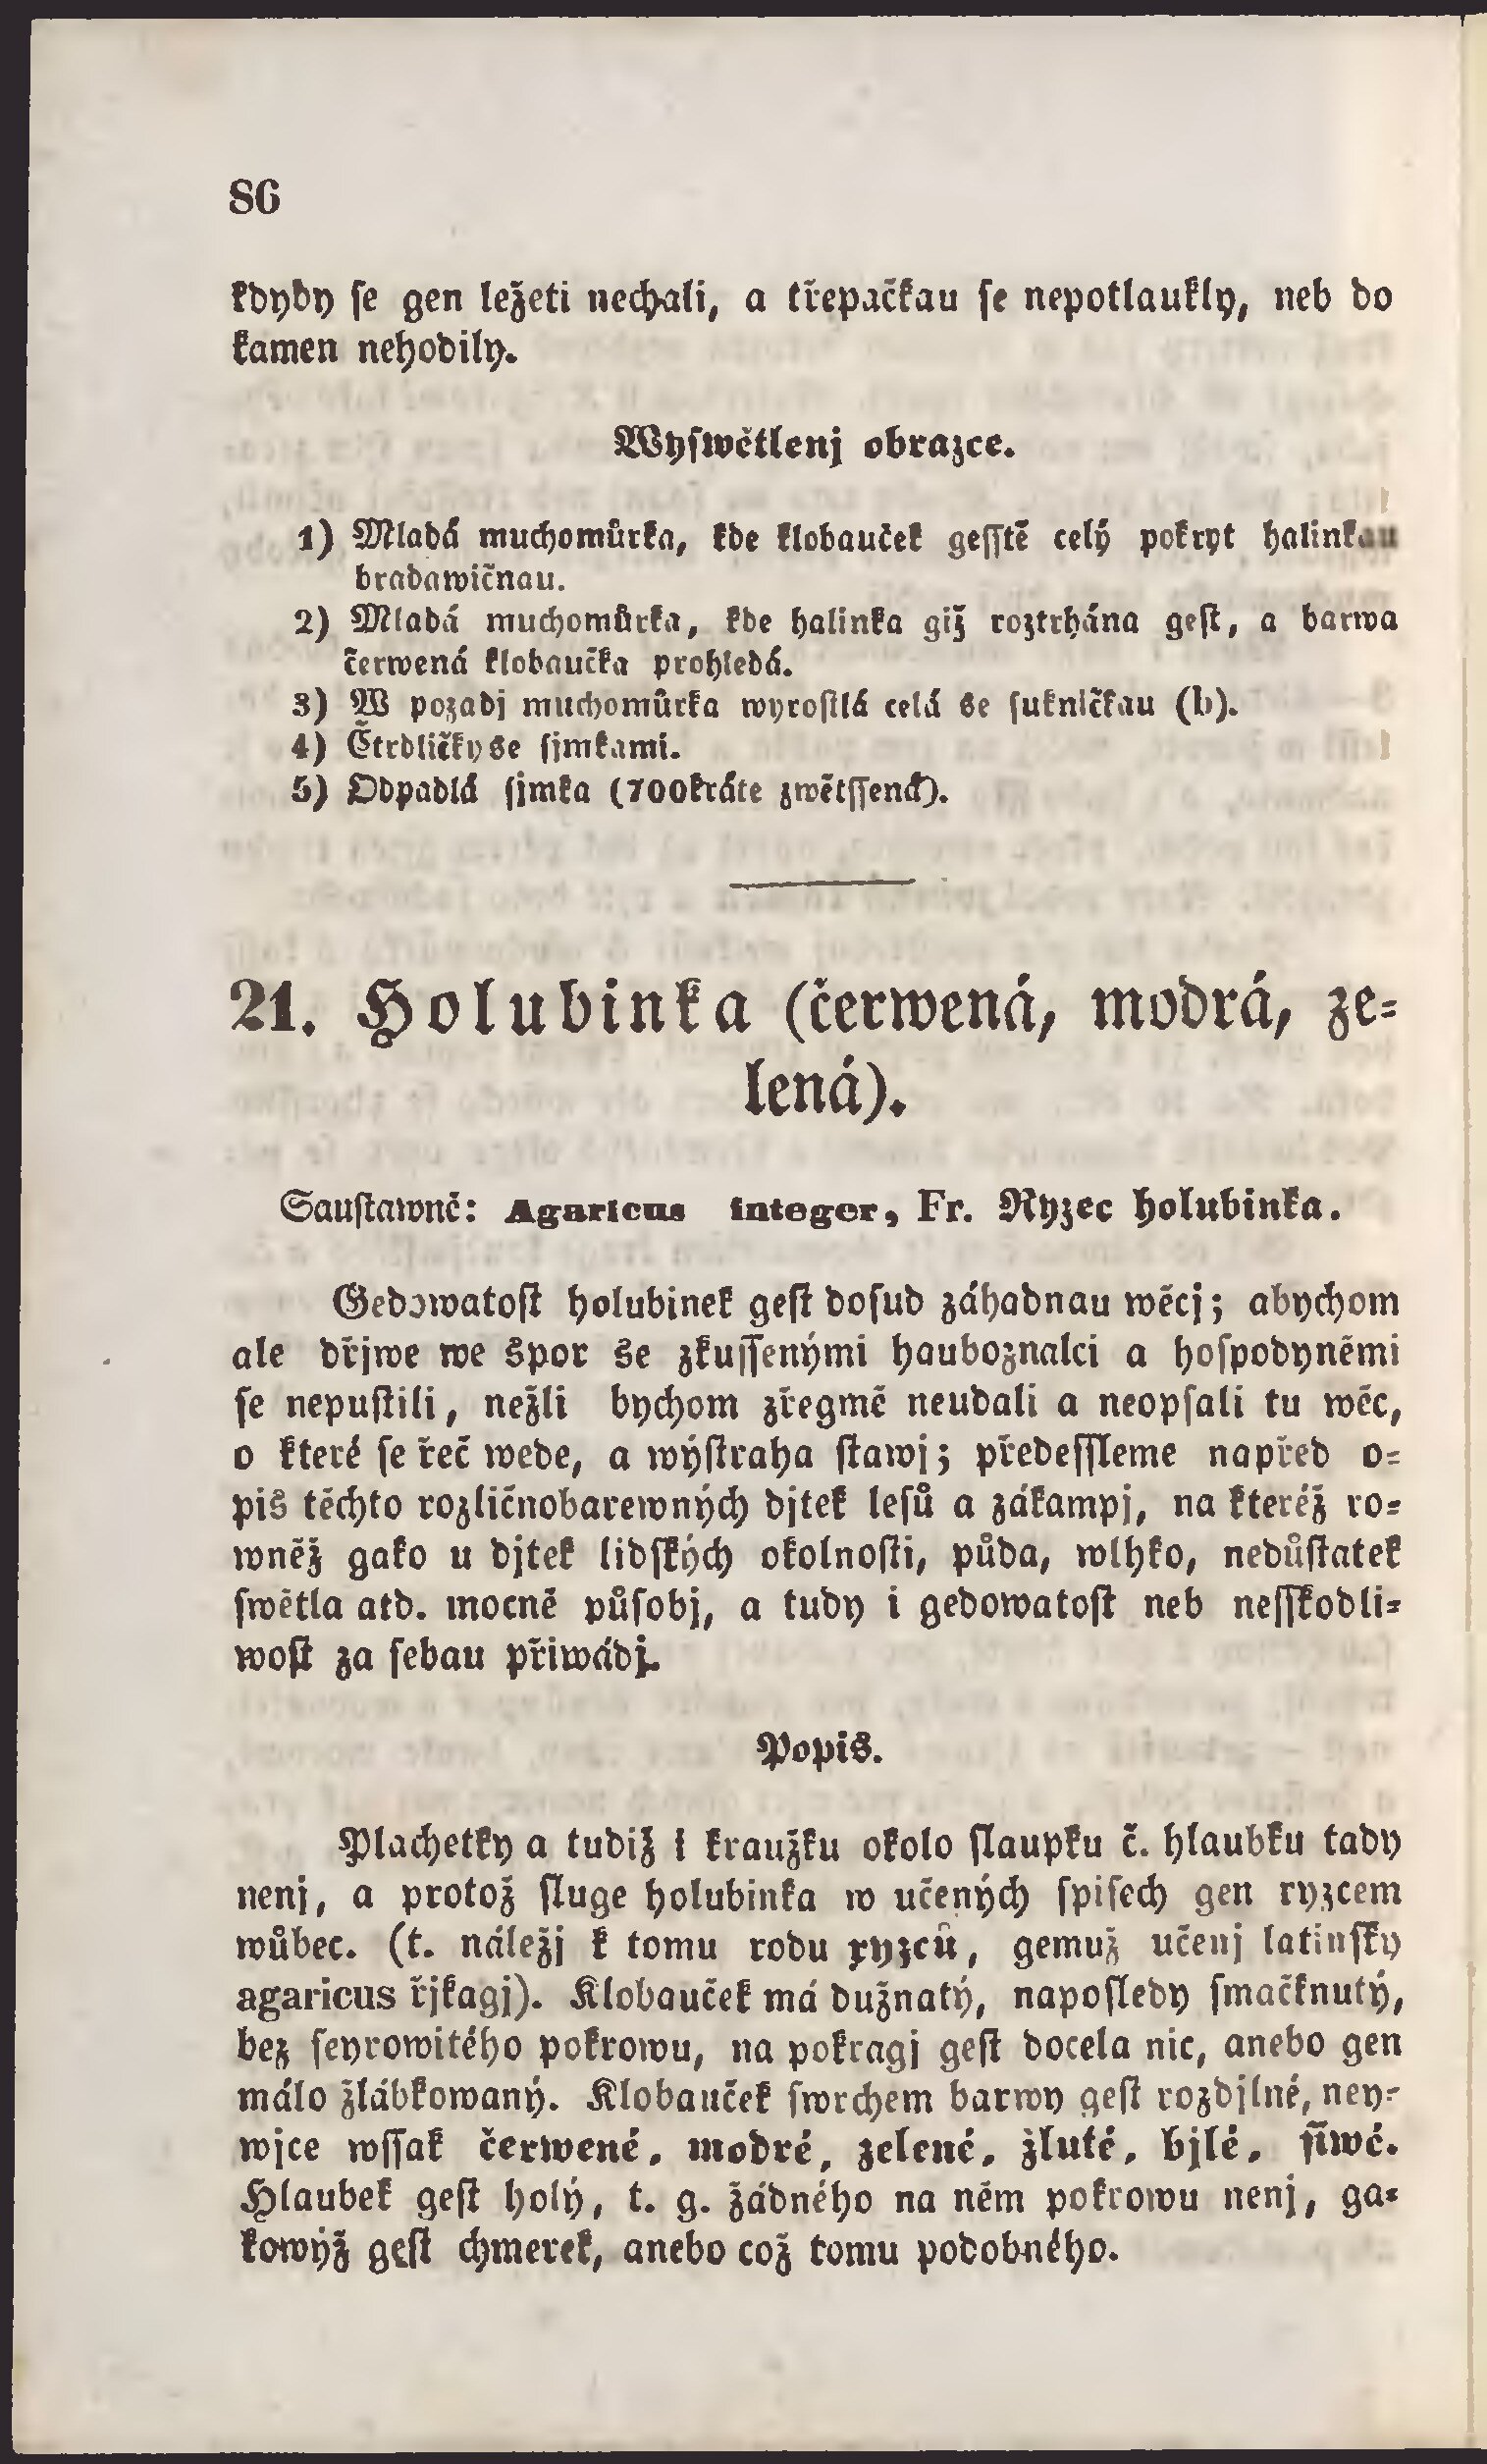 86
kdyby ſe gen ležeti nechali, a třepačkau ſe nepotlaukly, neb do
kamen nehodily.
Wyſwětlenj obrazce.
1) Mladá muchomůrka, kde klobauček geſſtě celý pokryt halinkau
bradawičnau.
2) Mladá muchomůrka, kde halinka giž roztrhána geſt, a barwa
čerwená klobaučka prohledá.
3) W pozadj muchomůrka wyroſtlá celá se ſukničkau (b).
4) Čtrdličky se ſjmkami.
5) Odpadlá ſjmka (700kráte zwětſſená).
21. Holubinka (čerwená, modrá, ze-
lená).
Sauſtawně: Agaricus integer, Fr. Ryzec holubinka.
Gedowatoſt holubinek geſt doſud záhadnau wěcj; abychom
ale dřjwe we spor se zkuſſenými hauboznalci a hoſpodyněmi
ſe nepuſtili, nežli bychom zřegmě neudali a neopſali tu wěc,
o které ſe řeč wede, a wýſtraha ſtawj; předeſſleme napřed o-
pis těchto rozličnobarewných djtek leſů a zákampj, na kteréž ro-
wněž gako u djtek lidſkých okolnoſti, půda, wlhko, nedůſtatek
ſwětla atd. mocně půſobj, a tudy i gedowatoſt neb neſſkodli-
woſt za ſebau přiwádj.
Popis.
Plachetky a tudiž i kraužku okolo ſlaupku č. hlaubku tady
nenj, a protož ſluge holubinka w učených ſpiſech gen ryzcem
wůbec. (t. náležj k tomu rodu ryzců, gemuž učenj latinſky
agaricus řjkagj). Klobauček má dužnatý, napoſledy ſmačknutý,
bez ſeyrowitého pokrowu, na pokragj geſt docela nic, anebo gen
málo žlábkowaný. Klobauček ſwrchem barwy geſt rozdjlné, ney-
wjce wſſak čerwené, modré, zelené, žluté, bjlé, ſiwé.
Hlaubek geſt holý, t. g. žádného na něm pokrowu nenj, ga-
kowýž geſt chmerek, anebo což tomu podobného.